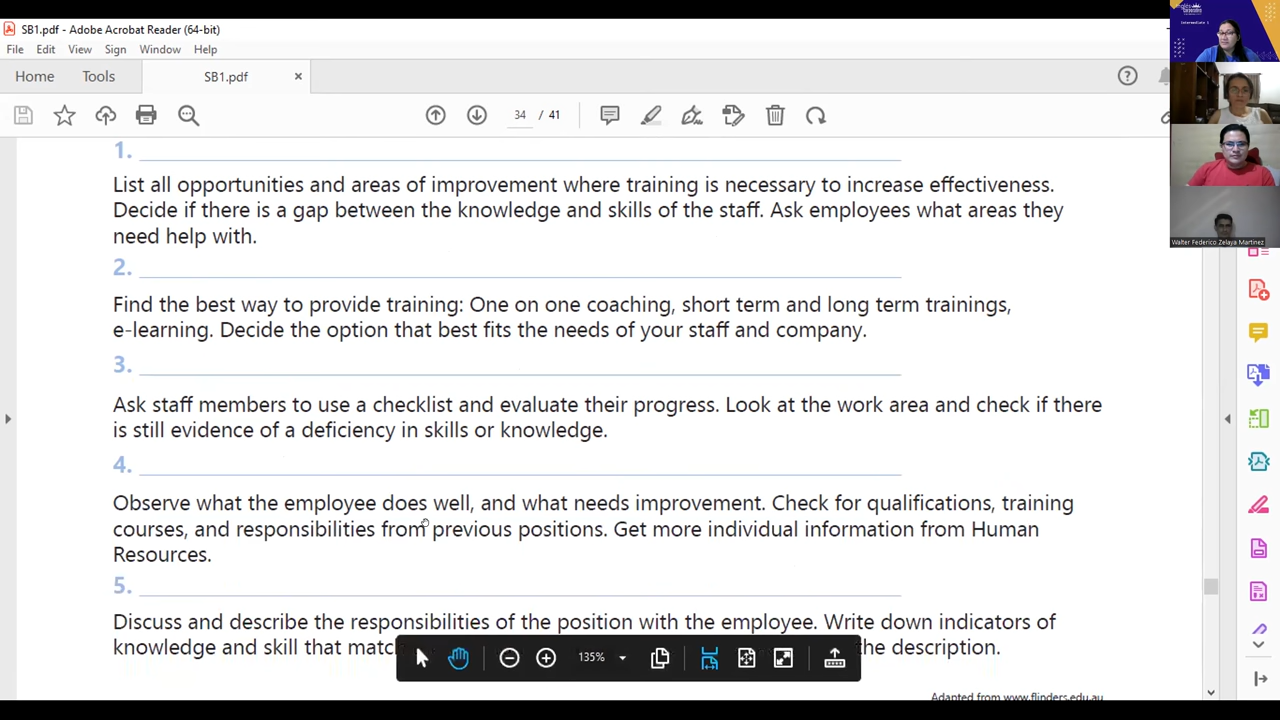 SB1.pdf - Adobe Acrobat Reader (64-bit)
File Edit View Sign Window Help
Home Tools SB1.pdf ×
34 / 41
1.
List all opportunities and areas of improvement where training is necessary to increase effectiveness.
Decide if there is a gap between the knowledge and skills of the staff. Ask employees what areas they
need help with.
2.
Find the best way to provide training: One on one coaching, short term and long term trainings,
e-learning. Decide the option that best fits the needs of your staff and company.
3.
Ask staff members to use a checklist and evaluate their progress. Look at the work area and check if there
is still evidence of a deficiency in skills or knowledge.
4.
Observe what the employee does well, and what needs improvement. Check for qualifications, training
courses, and responsibilities from previous positions. Get more individual information from Human
Resources.
5.
Discuss and describe the responsibilities of the position with the employee. Write down indicators of
knowledge and skill that match the description.
135%
Adapted from www.flinders.edu.au
Intermediate 1
Walter Federico Zelaya Martinez